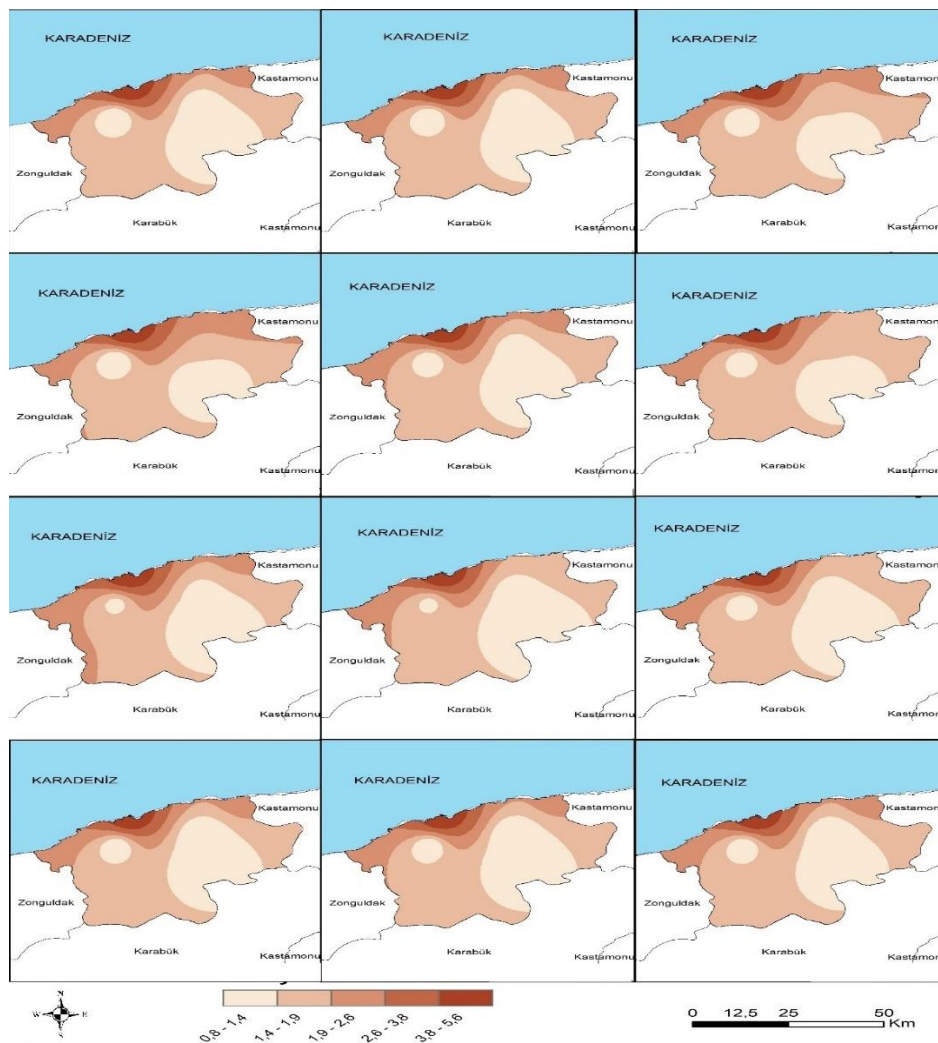 KARADENİZ
Kastamonu
Zonguldak
Karabük
Kastamonu
KARADENİZ
Kastamonu
Zonguldak
Karabük
Kastamonu
KARADENİZ
Kastamonu
Zonguldak
Karabük
Kastamonu
KARADENİZ
Kastamonu
Zonguldak
Karabük
Kastamonu
KARADENİZ
Kastamonu
Zonguldak
Karabük
Kastamonu
KARADENİZ
Kastamonu
Zonguldak
Karabük
Kastamonu
KARADENİZ
Kastamonu
Zonguldak
Karabük
Kastamonu
KARADENİZ
Kastamonu
Zonguldak
Karabük
Kastamonu
KARADENİZ
Kastamonu
Zonguldak
Karabük
Kastamonu
KARADENİZ
Kastamonu
Zonguldak
Karabük
Kastamonu
KARADENİZ
Kastamonu
Zonguldak
Karabük
Kastamonu
KARADENİZ
Kastamonu
Zonguldak
Karabük
Kastamonu
N
W E
S
0,8 - 1,4
1,4 - 1,9
1,9 - 2,6
2,6 - 3,8
3,8 - 5,6
0 12,5 25 50
Km